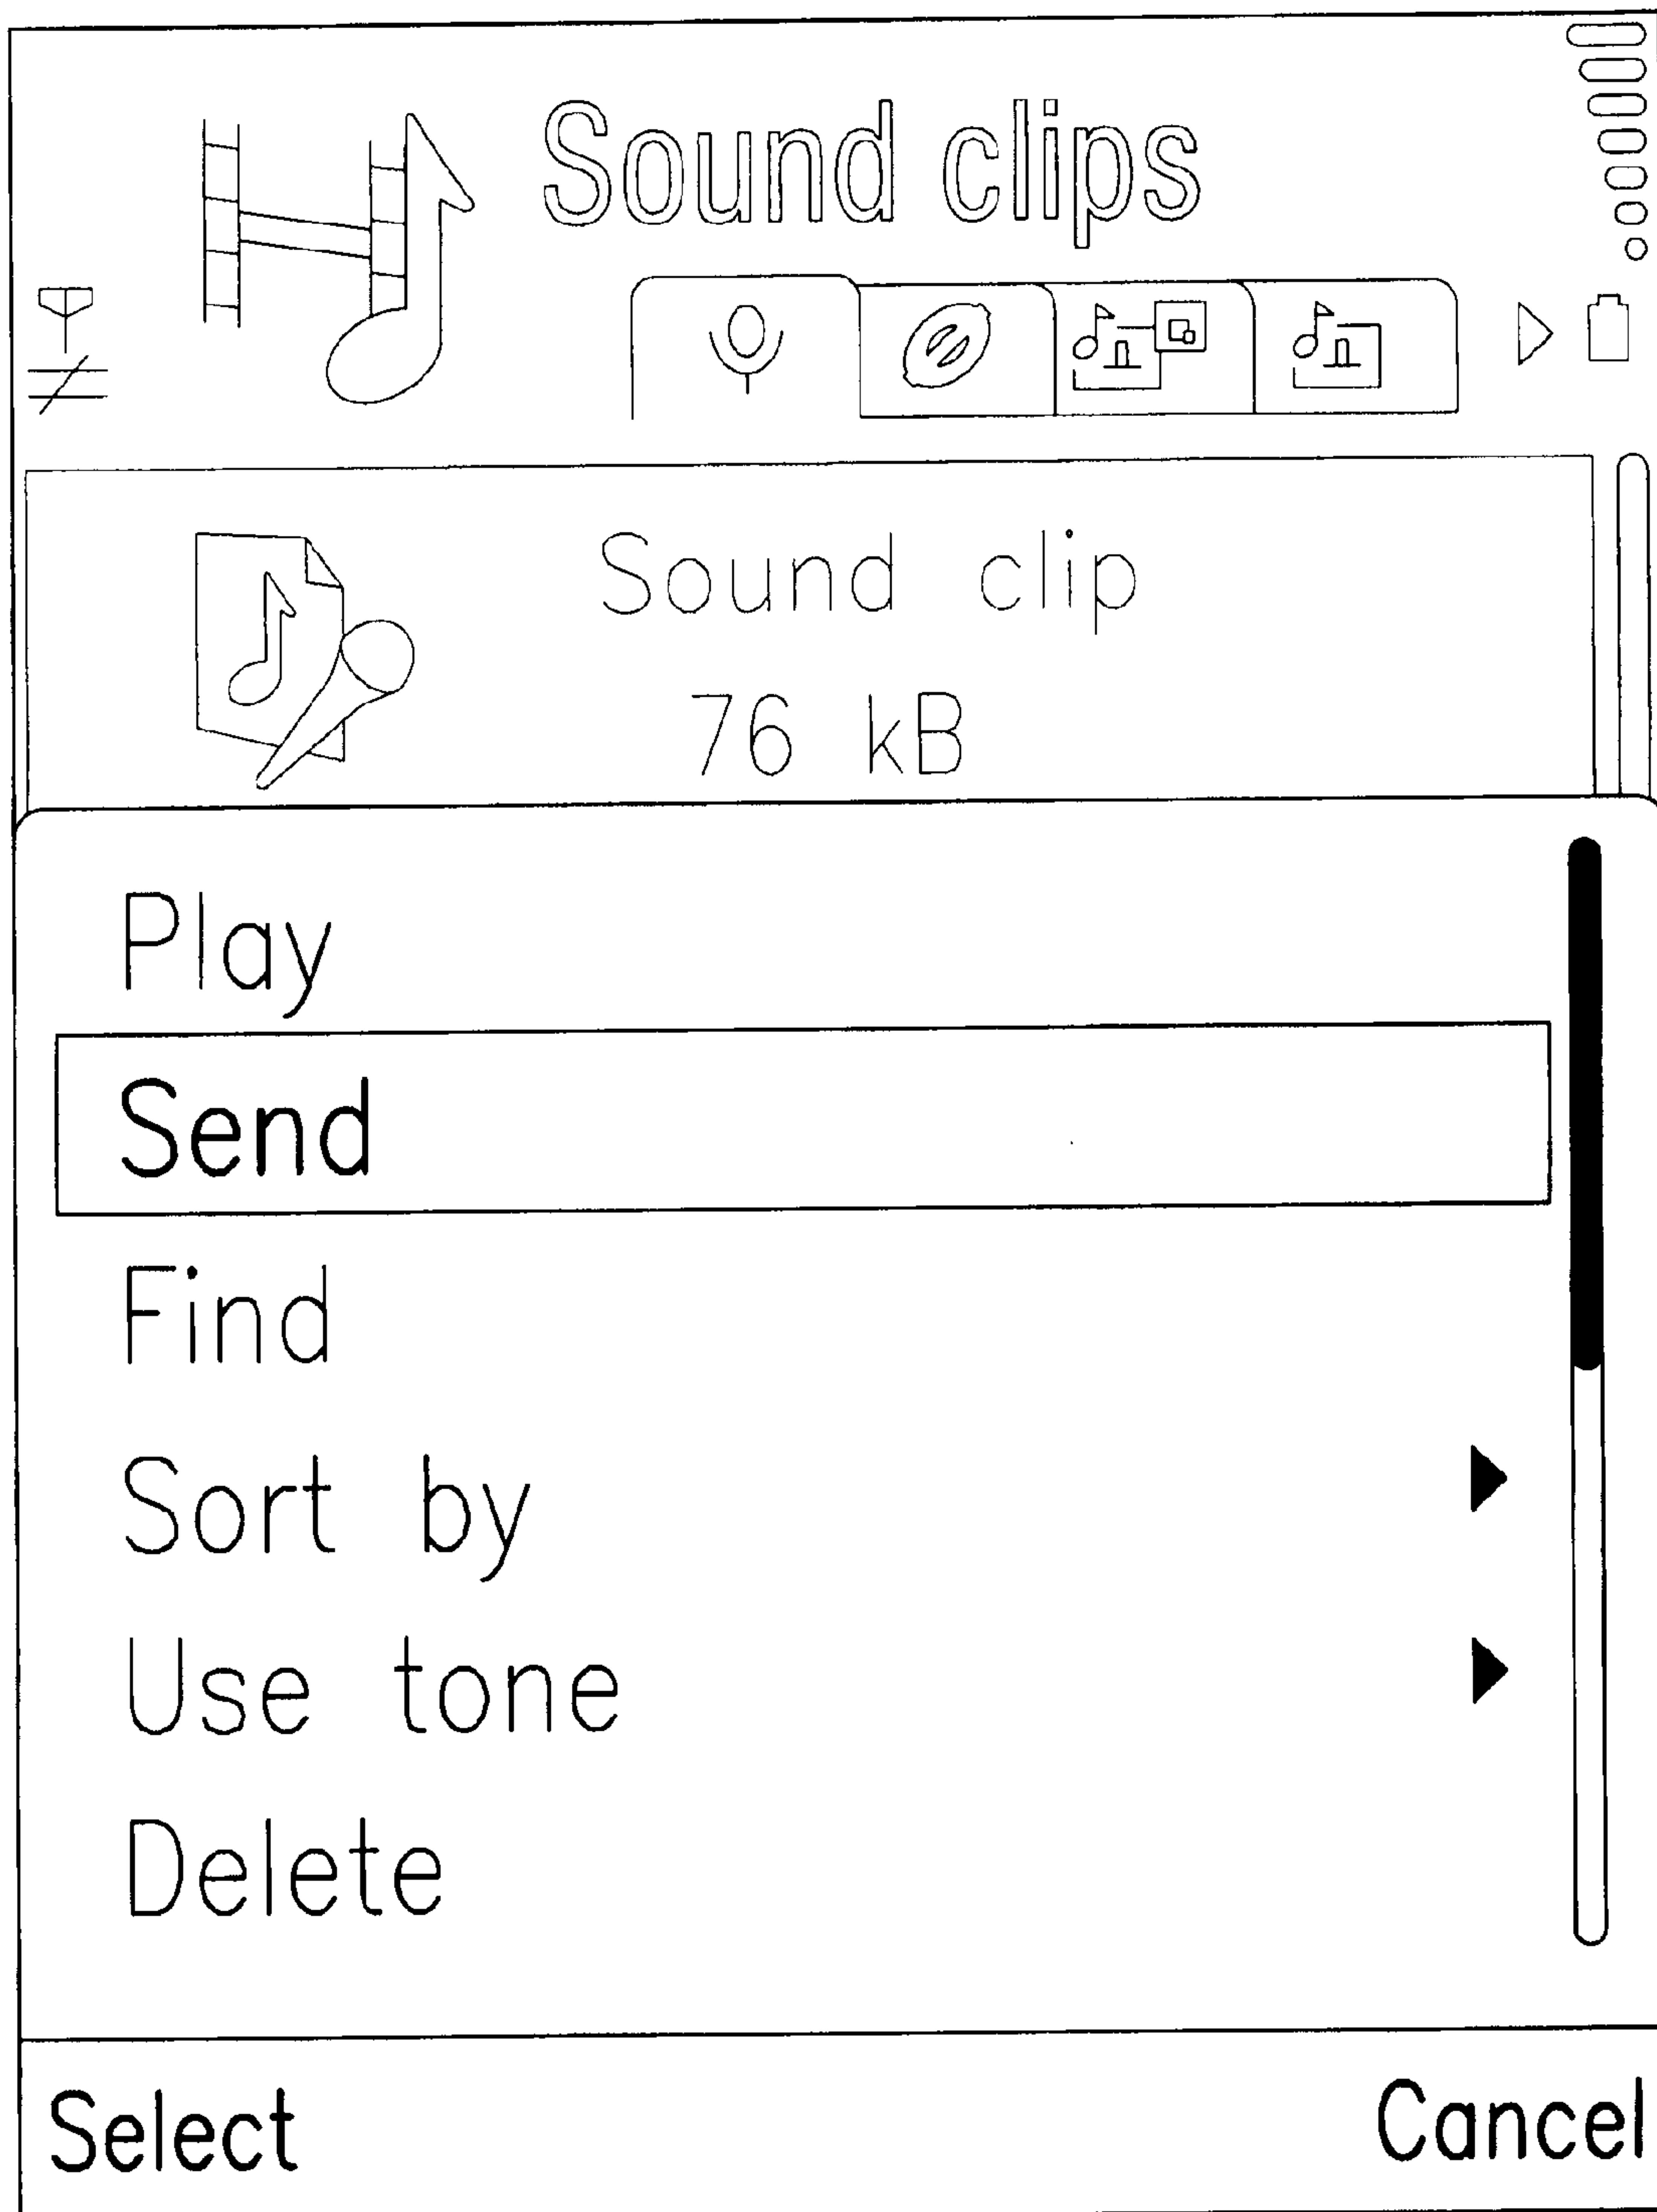 Sound clips
Sound clip
76 kB
Play
Send
Find
Sort by
Use tone
Delete
Select Cancel